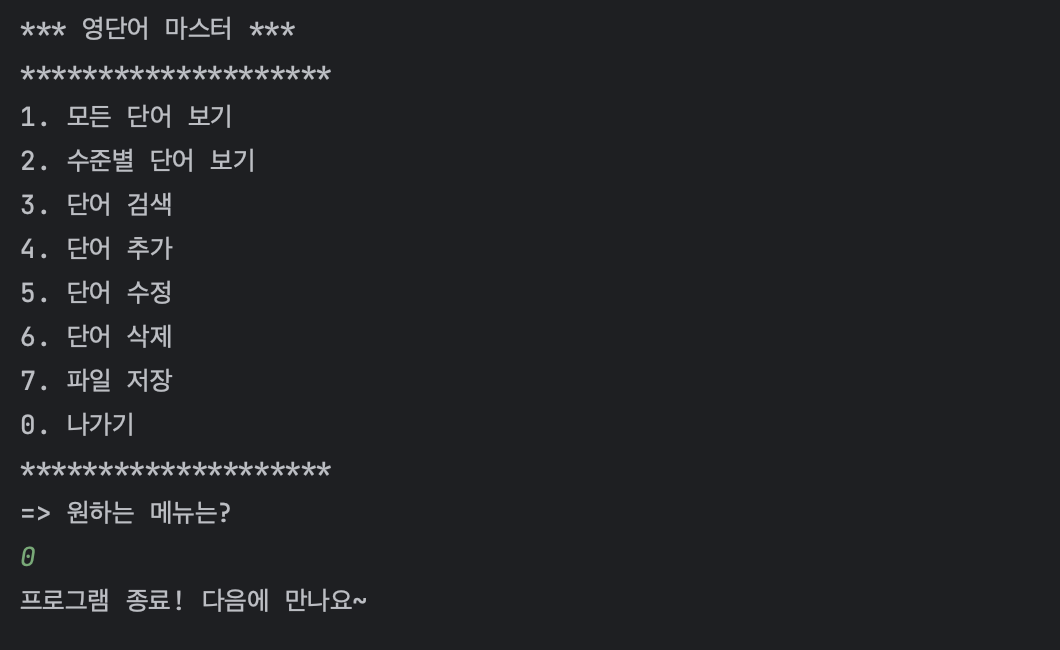 *** 영단어 마스터 ***
********************
1. 모든 단어 보기
2. 수준별 단어 보기
3. 단어 검색
4. 단어 추가
5. 단어 수정
6. 단어 삭제
7. 파일 저장
0. 나가기
********************
=> 원하는 메뉴는?
0
프로그램 종료! 다음에 만나요~